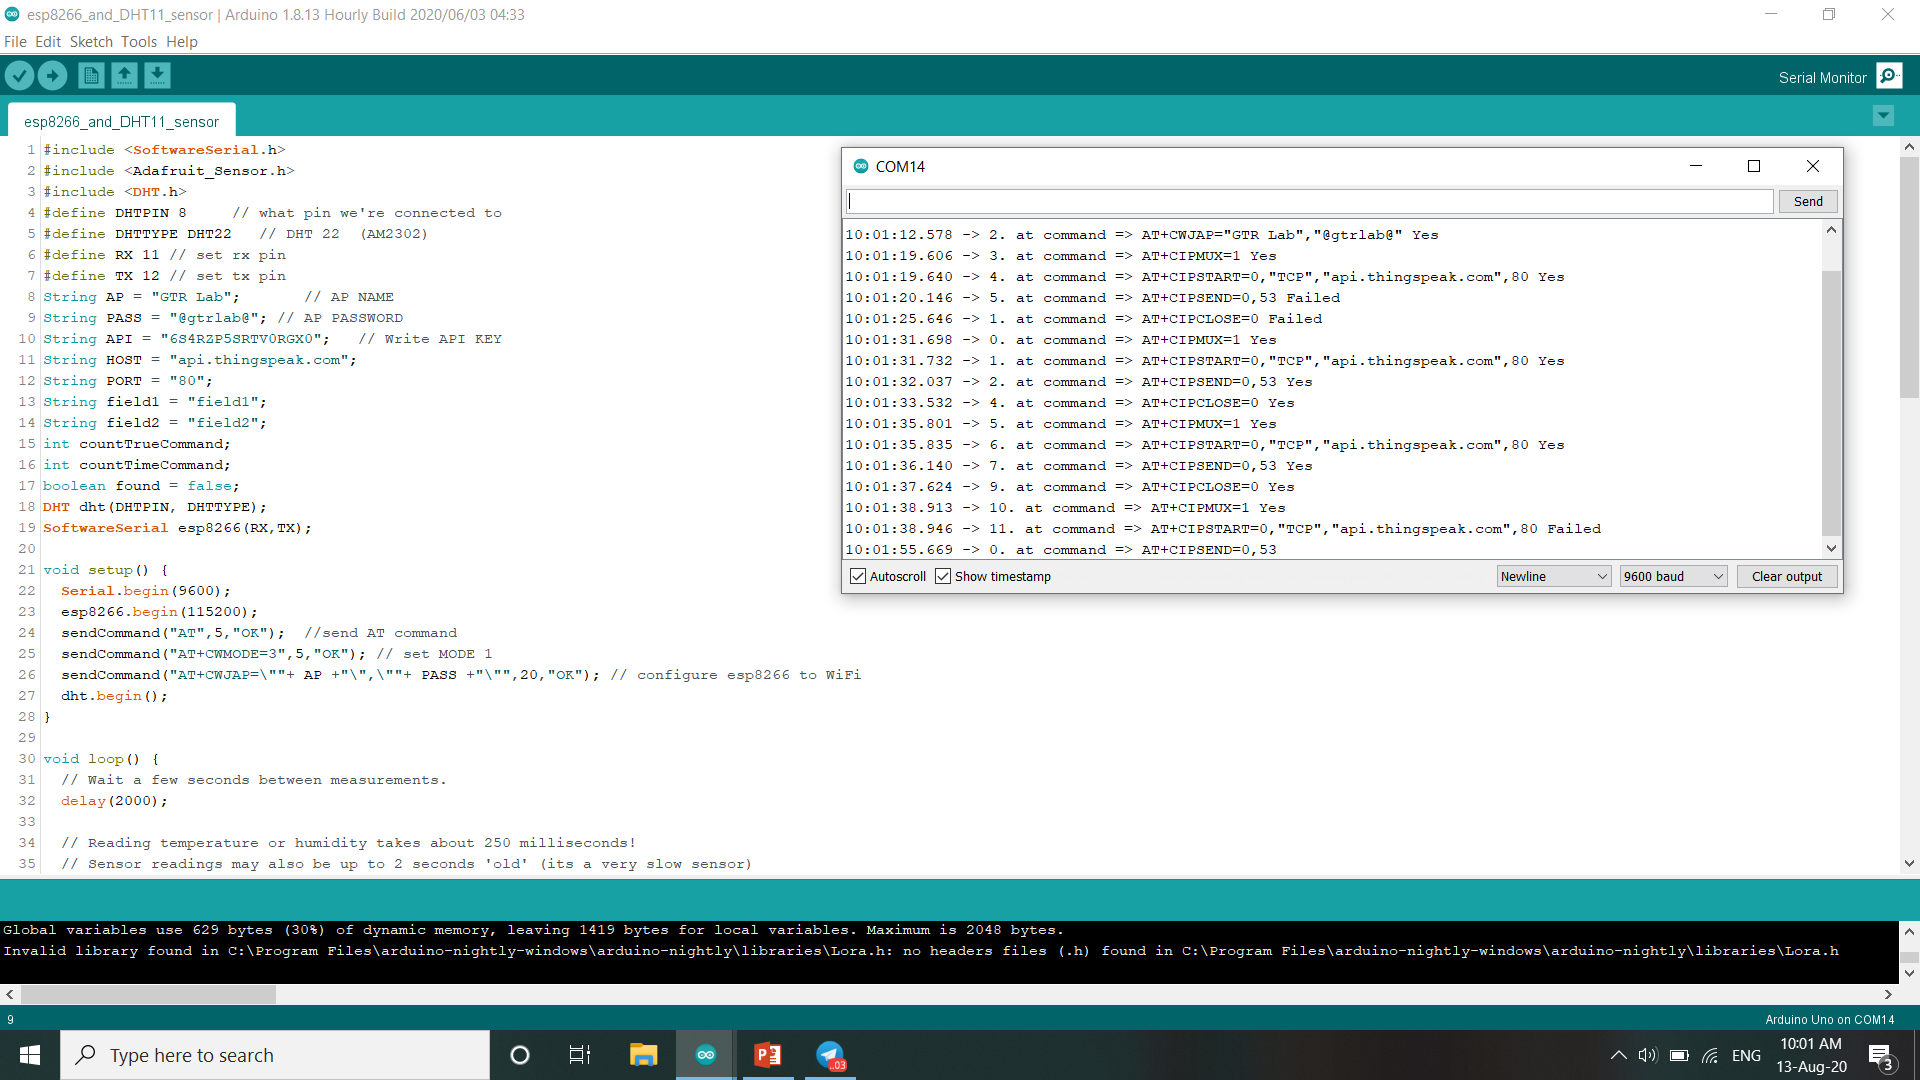 esp8266_and_DHT11_sensor | Arduino 1.8.13 Hourly Build 2020/06/03 04:33
File Edit Sketch Tools Help
Serial Monitor
esp8266_and_DHT11_sensor
1 #include <SoftwareSerial.h>
2 #include <Adafruit_Sensor.h>
3 #include <DHT.h>
4 #define DHTPIN 8     // what pin we're connected to
5 #define DHTTYPE DHT22   // DHT 22  (AM2302)
6 #define RX 11 // set rx pin
7 #define TX 12 // set tx pin
8 String AP = "GTR Lab";       // AP NAME
9 String PASS = "@gtrlab@"; // AP PASSWORD
10 String API = "6S4RZP5SRTV0RGX0";   // Write API KEY
11 String HOST = "api.thingspeak.com";
12 String PORT = "80";
13 String field1 = "field1";
14 String field2 = "field2";
15 int countTrueCommand;
16 int countTimeCommand;
17 boolean found = false;
18 DHT dht(DHTPIN, DHTTYPE);
19 SoftwareSerial esp8266(RX,TX);
20
21 void setup() {
22   Serial.begin(9600);
23   esp8266.begin(115200);
24   sendCommand("AT",5,"OK");  //send AT command
25   sendCommand("AT+CWMODE=3",5,"OK"); // set MODE 1
26   sendCommand("AT+CWJAP=\""+ AP +"\",\""+ PASS +"\"",20,"OK"); // configure esp8266 to WiFi
27   dht.begin();
28 }
29
30 void loop() {
31   // Wait a few seconds between measurements.
32   delay(2000);
33
34   // Reading temperature or humidity takes about 250 milliseconds!
35   // Sensor readings may also be up to 2 seconds 'old' (its a very slow sensor)
COM14
Send
10:01:12.578 -> 2. at command => AT+CWJAP="GTR Lab","@gtrlab@" Yes
10:01:19.606 -> 3. at command => AT+CIPMUX=1 Yes
10:01:19.640 -> 4. at command => AT+CIPSTART=0,"TCP","api.thingspeak.com",80 Yes
10:01:20.146 -> 5. at command => AT+CIPSEND=0,53 Failed
10:01:25.646 -> 1. at command => AT+CIPCLOSE=0 Failed
10:01:31.698 -> 0. at command => AT+CIPMUX=1 Yes
10:01:31.732 -> 1. at command => AT+CIPSTART=0,"TCP","api.thingspeak.com",80 Yes
10:01:32.037 -> 2. at command => AT+CIPSEND=0,53 Yes
10:01:33.532 -> 4. at command => AT+CIPCLOSE=0 Yes
10:01:35.801 -> 5. at command => AT+CIPMUX=1 Yes
10:01:35.835 -> 6. at command => AT+CIPSTART=0,"TCP","api.thingspeak.com",80 Yes
10:01:36.140 -> 7. at command => AT+CIPSEND=0,53 Yes
10:01:37.624 -> 9. at command => AT+CIPCLOSE=0 Yes
10:01:38.913 -> 10. at command => AT+CIPMUX=1 Yes
10:01:38.946 -> 11. at command => AT+CIPSTART=0,"TCP","api.thingspeak.com",80 Failed
10:01:55.669 -> 0. at command => AT+CIPSEND=0,53
Autoscroll Show timestamp Newline 9600 baud Clear output
Global variables use 629 bytes (30%) of dynamic memory, leaving 1419 bytes for local variables. Maximum is 2048 bytes.
Invalid library found in C:\Program Files\arduino-nightly-windows\arduino-nightly\libraries\Lora.h: no headers files (.h) found in C:\Program Files\arduino-nightly-windows\arduino-nightly\libraries\Lora.h
9
Arduino Uno on COM14
Type here to search
..03
ENG
10:01 AM
13-Aug-20
3